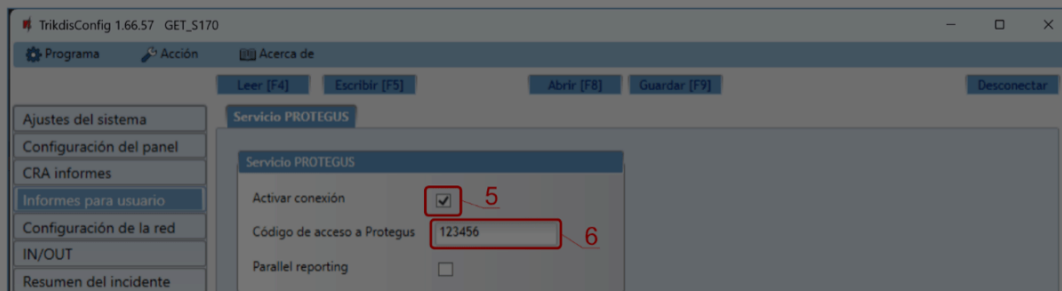 TrikdisConfig 1.66.57 GET_S170
Programa Acción Acerca de
Leer [F4] Escribir [F5] Abrir [F8] Guardar [F9] Desconectar
Ajustes del sistema
Servicio PROTEGUS
Configuración del panel
CRA informes
Servicio PROTEGUS
Informes para usuario
Activar conexión 5
Configuración de la red
Código de acceso a Protegus 123456 6
IN/OUT
Parallel reporting
Resumen del incidente